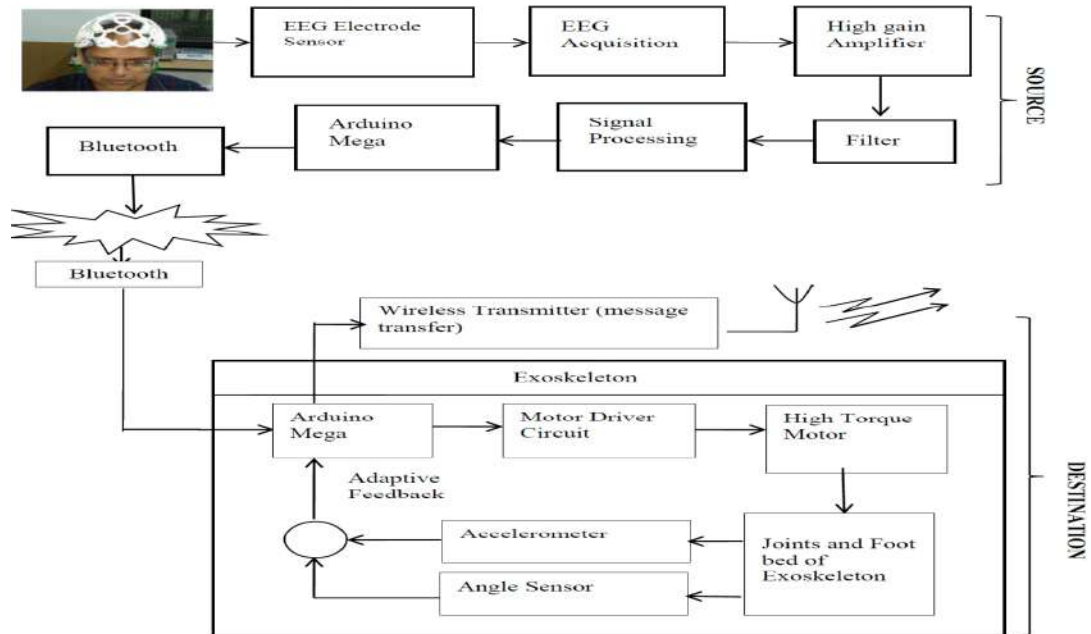 EEG Electrode
Sensor
EEG
Acquisition
High gain
Amplifier
SOURCE
Bluetooth
Arduino
Mega
Signal
Processing
Filter
Bluetooth
Wireless Transmitter (message
transfer)
Exoskeleton
Arduino
Mega
Motor Driver
Circuit
High Torque
Motor
Adaptive
Feedback
Accelerometer
Angle Sensor
Joints and Foot
bed of
Exoskeleton
DESTINATION